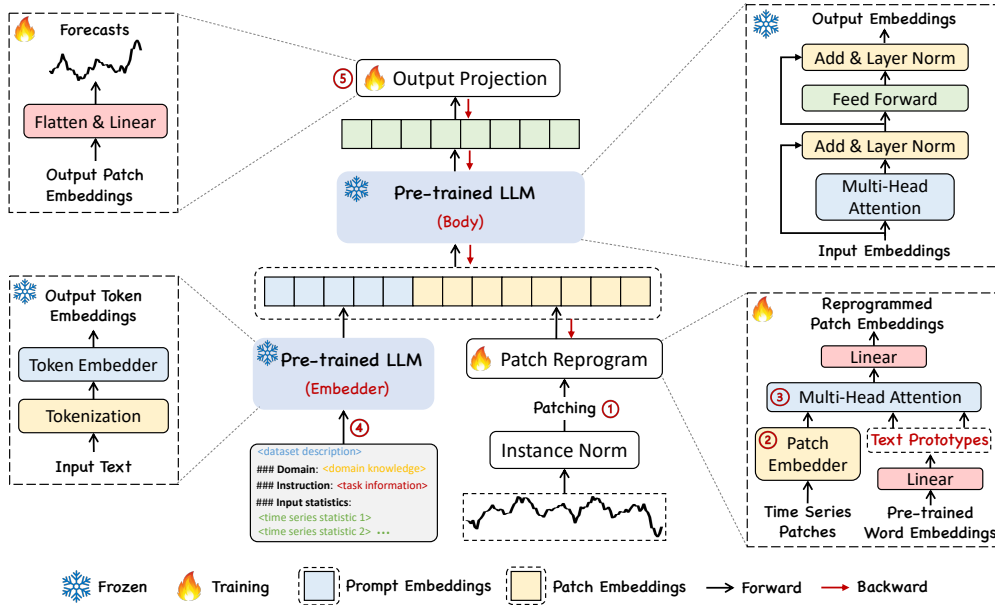 Forecasts
Flatten & Linear
Output Patch
Embeddings
⑤
Output Projection
Pre-trained LLM
(Body)
Output Embeddings
Add & Layer Norm
Feed Forward
Add & Layer Norm
Multi-Head
Attention
Input Embeddings
Output Token
Embeddings
Token Embedder
Tokenization
Input Text
Pre-trained LLM
(Embedder)
④
<dataset description>
### Domain: <domain knowledge>
### Instruction: <task information>
### Input statistics:
<time series statistic 1>
<time series statistic 2> ...
Patch Reprogram
Patching ①
Instance Norm
Reprogrammed
Patch Embeddings
Linear
③ Multi-Head Attention
② Patch
Embedder
Text Prototypes
Linear
Time Series
Patches
Pre-trained
Word Embeddings
Frozen
Training
Prompt Embeddings
Patch Embeddings
Forward
Backward